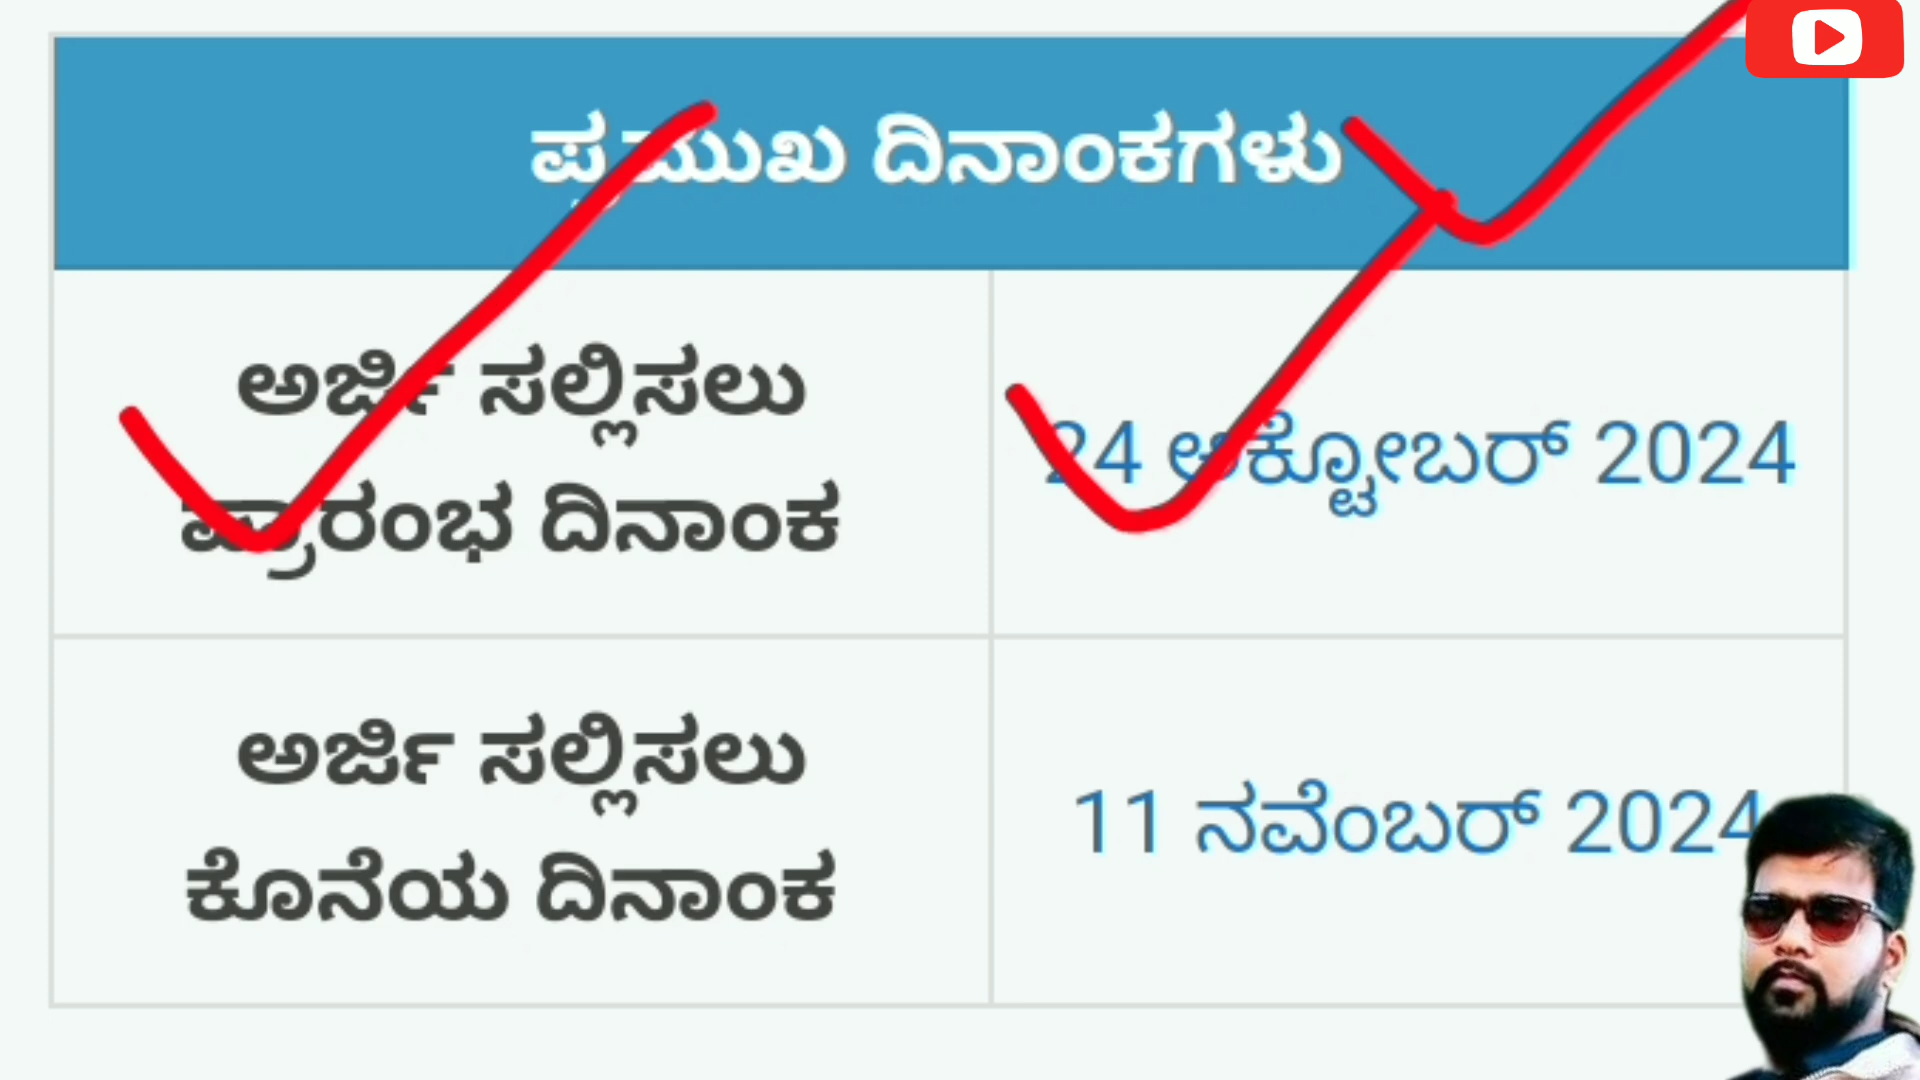 ಪ್ರಮುಖ ದಿನಾಂಕಗಳು
ಅರ್ಜಿ ಸಲ್ಲಿಸಲು
ಪ್ರಾರಂಭ ದಿನಾಂಕ
24 ಅಕ್ಟೋಬರ್ 2024
ಅರ್ಜಿ ಸಲ್ಲಿಸಲು
ಕೊನೆಯ ದಿನಾಂಕ
11 ನವೆಂಬರ್ 2024